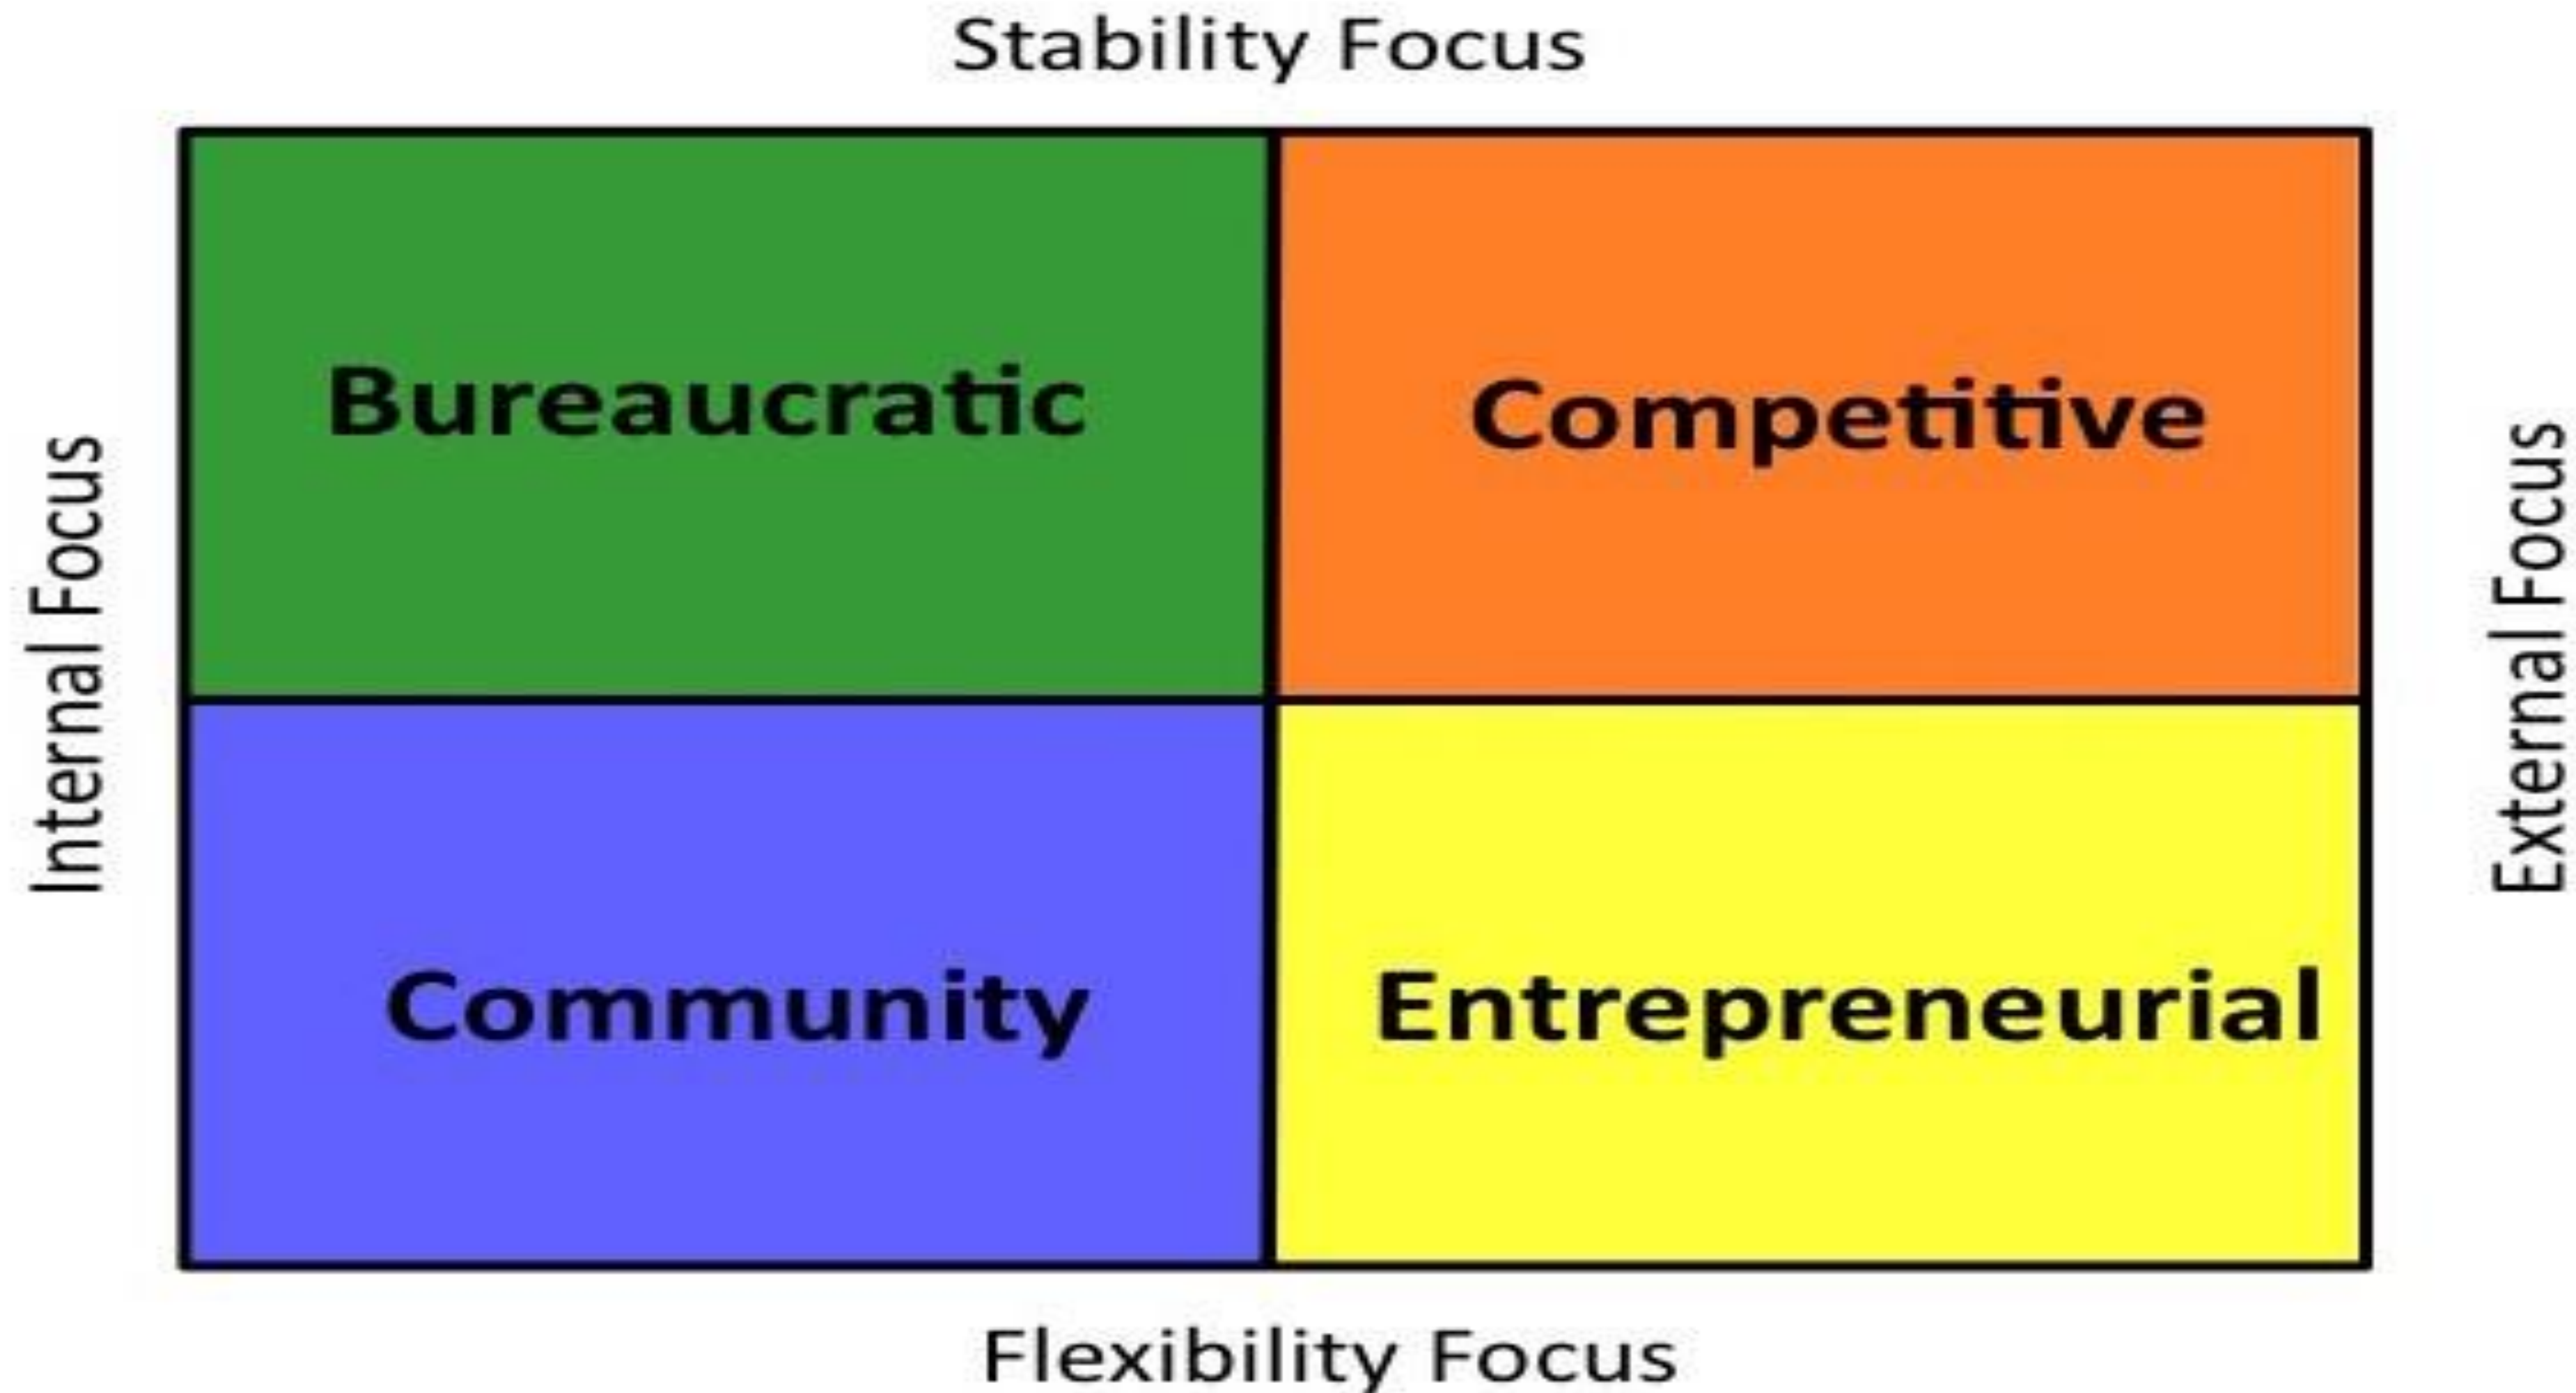 Stability Focus
Bureaucratic
Competitive
Internal Focus
External Focus
Community
Entrepreneurial
Flexibility Focus